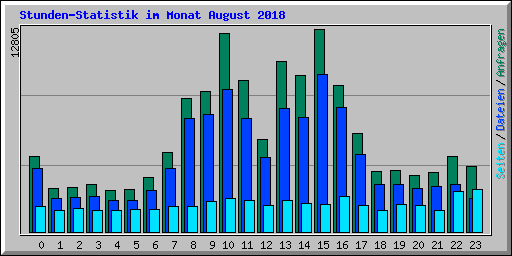 Stunden-Statistik im Monat August 2018
12805
Seiten / Dateien / Anfragen
0 1 2 3 4 5 6 7 8 9 10 11 12 13 14 15 16 17 18 19 20 21 22 23